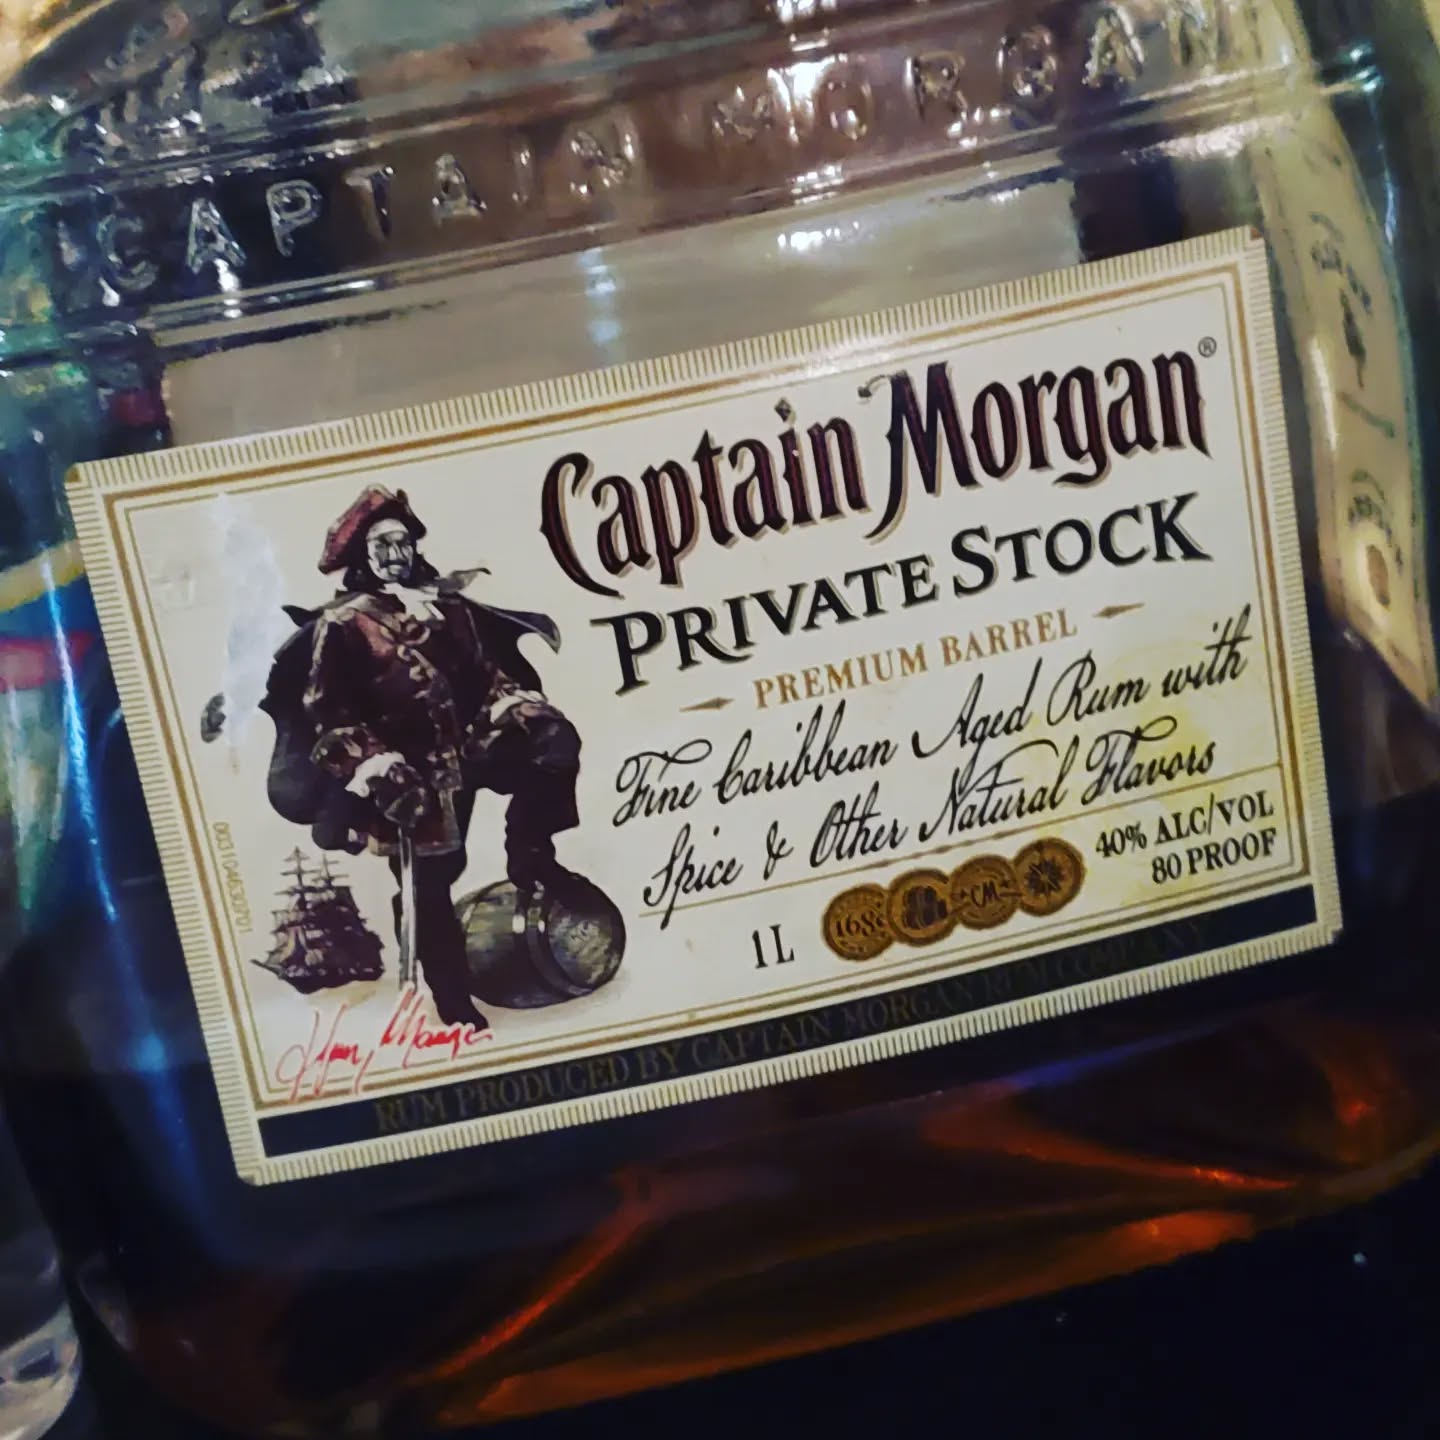 CAPTAIN MORGAN
Captain Morgan®
PRIVATE STOCK
PREMIUM BARREL
Fine Caribbean Aged Rum with
Spice & Other Natural Flavors
1L
CM
40% ALC/VOL
80 PROOF
RUM PRODUCED BY CAPTAIN MORGAN RUM COMPANY